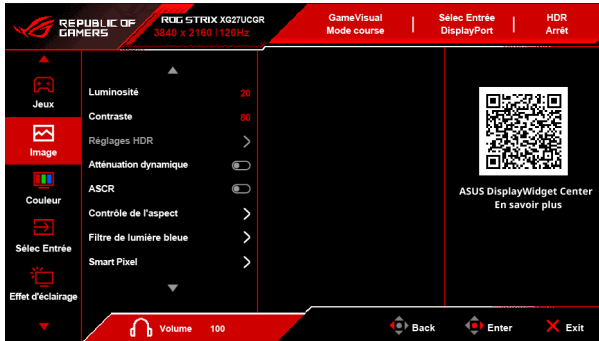 REPUBLIC OF
GAMERS
ROG STRIX XG27UCGR
3840 x 2160 120Hz
GameVisual
Mode course
Sélec Entrée
DisplayPort
HDR
Arrêt
Jeux
Image
Couleur
Sélec Entrée
Effet d'éclairage
Luminosité 20
Contraste 80
Réglages HDR
Atténuation dynamique
ASCR
Contrôle de l'aspect
Filtre de lumière bleue
Smart Pixel
ASUS DisplayWidget Center
En savoir plus
Volume 100
Back
Enter
Exit